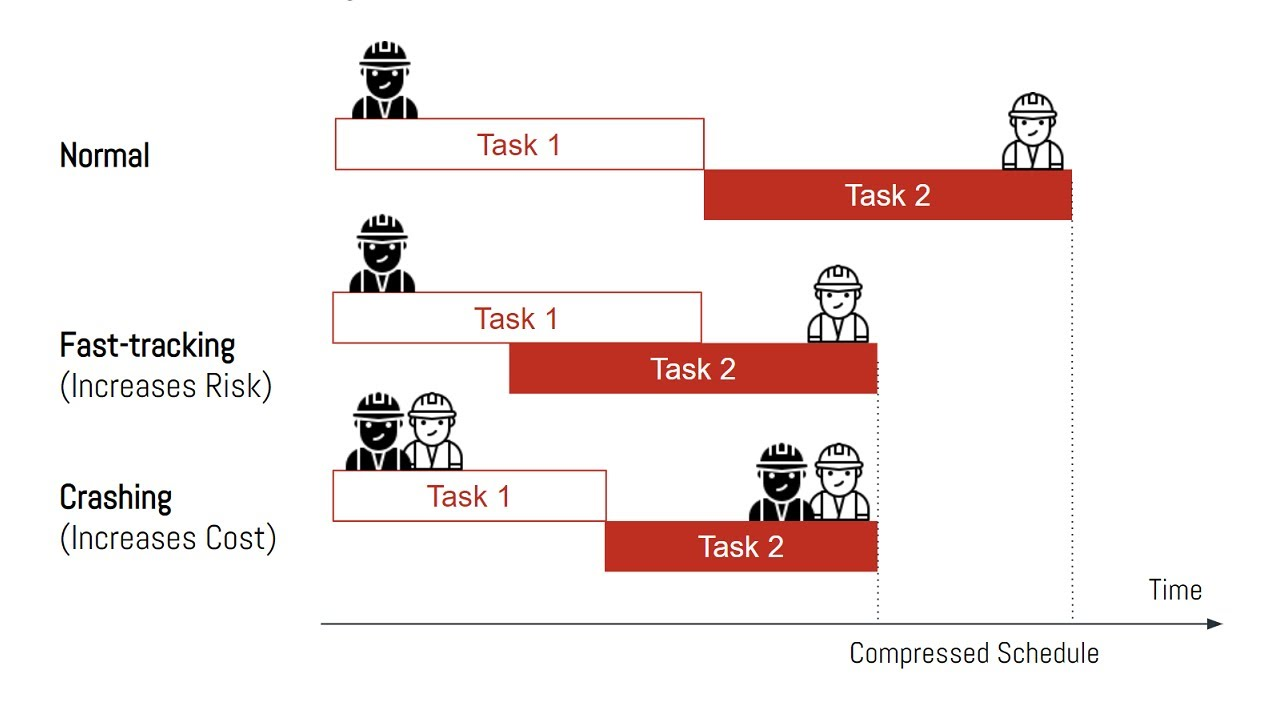 Normal
Task 1
Task 2
Fast-tracking
(Increases Risk)
Task 1
Task 2
Crashing
(Increases Cost)
Task 1
Task 2
Time
Compressed Schedule